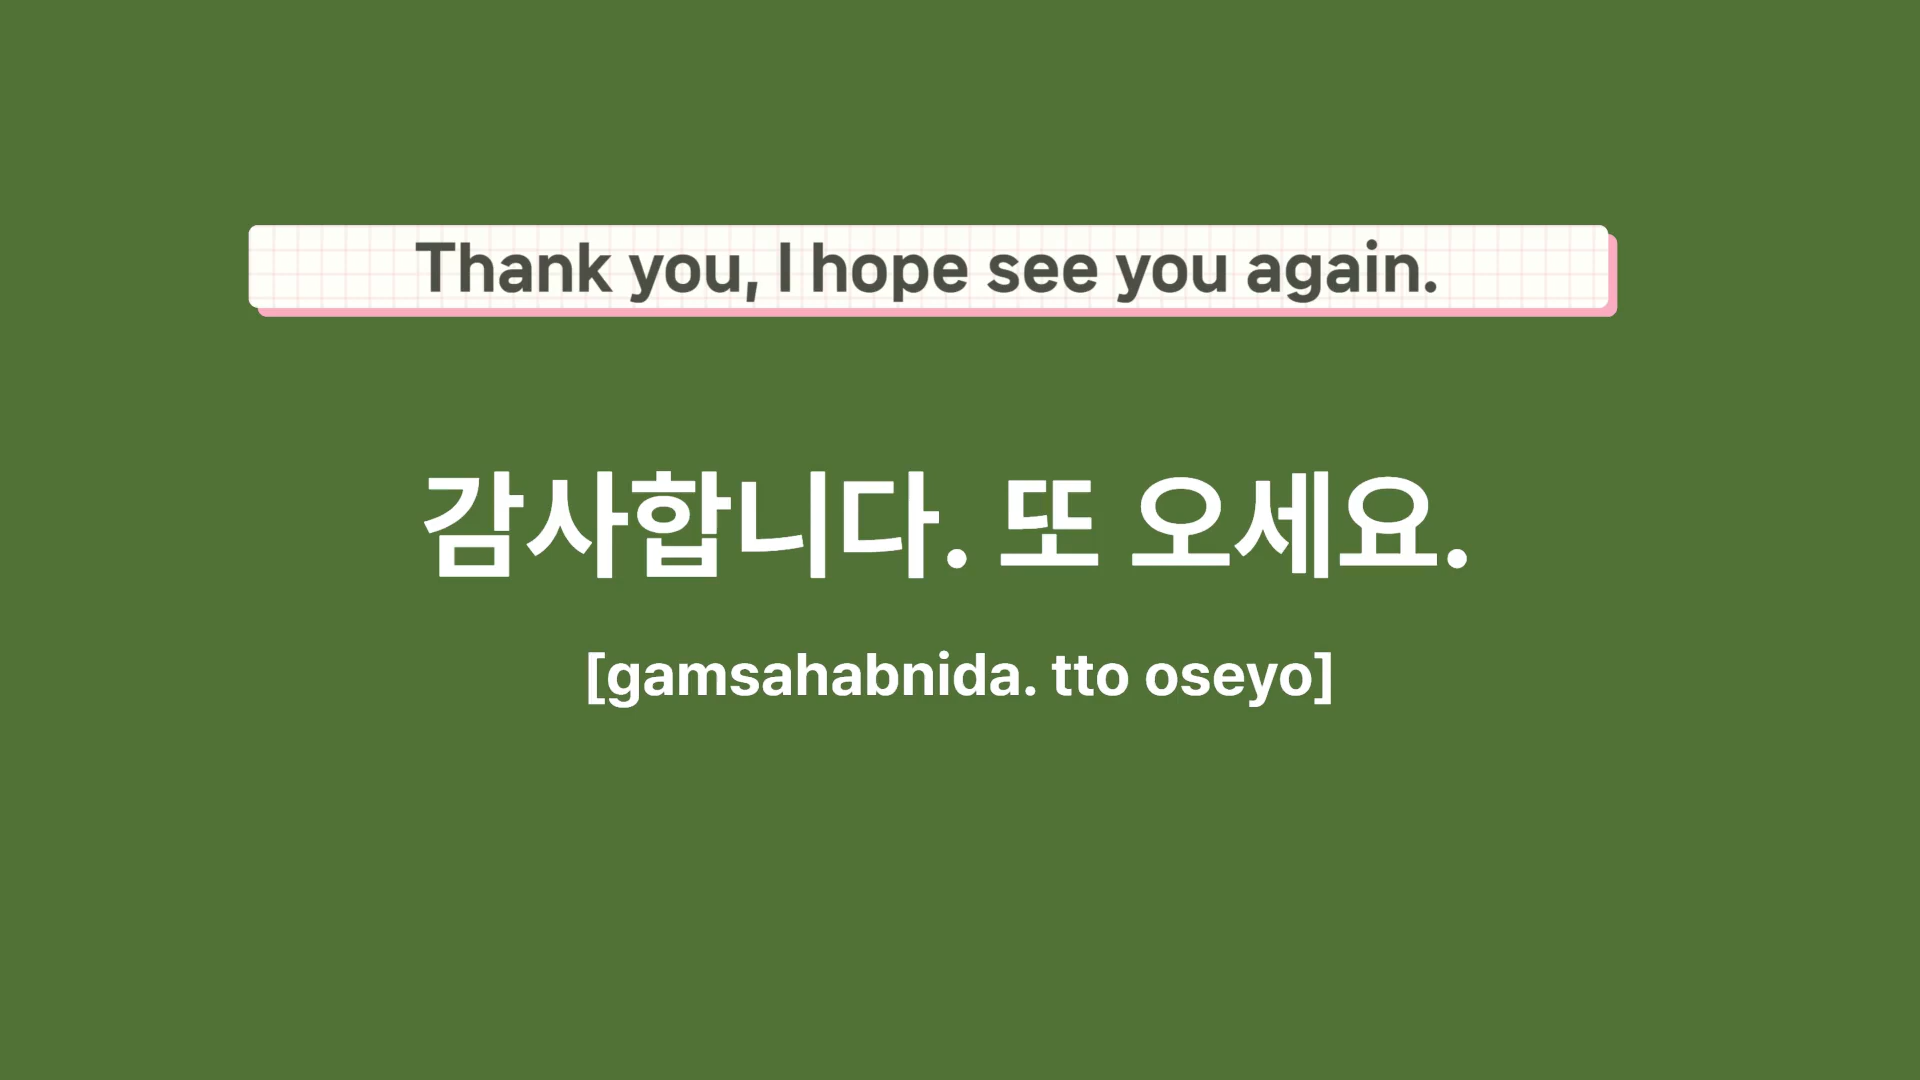 Thank you, I hope see you again.
감사합니다. 또 오세요.
[gamsahabnida. tto oseyo]